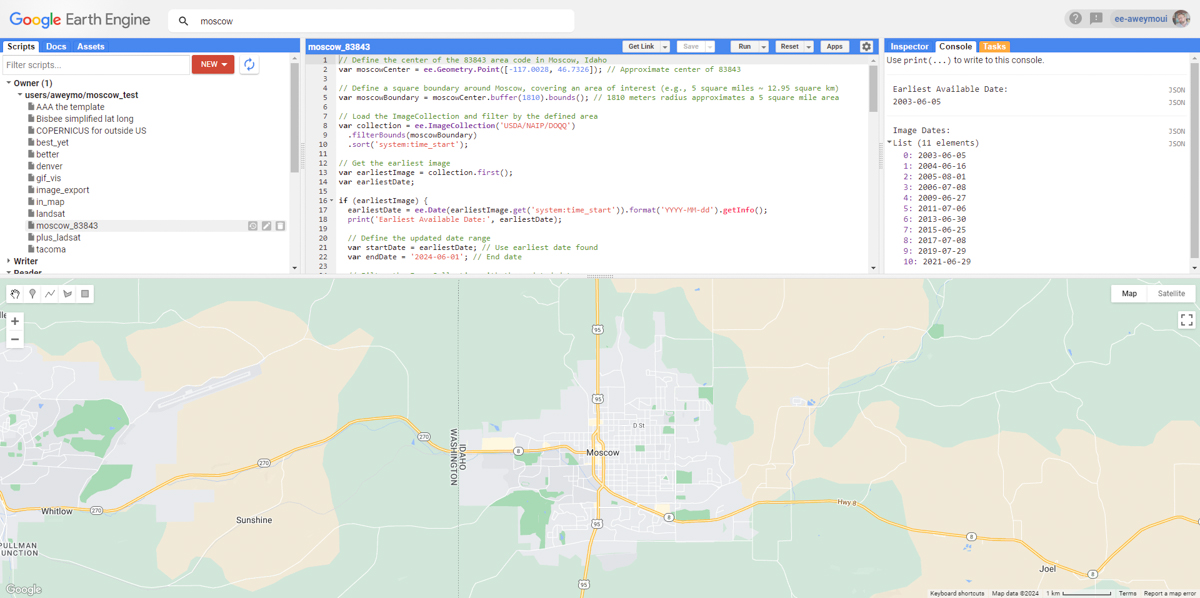 Google Earth Engine
moscow
ee-aweymoui
Scripts Docs Assets
Filter scripts...
NEW
Owner (1)
users/aweymo/moscow_test
AAA the template
Bisbee simplified lat long
COPERNICUS for outside US
best_yet
better
denver
gif_vis
image_export
in_map
landsat
moscow_83843
plus_ladsat
tacoma
Writer
Reader
moscow_83843
Get Link Save Run Reset Apps
1 // Define the center of the 83843 area code in Moscow, Idaho
2 var moscowCenter = ee.Geometry.Point([-117.0028, 46.7326]); // Approximate center of 83843
3
4 // Define a square boundary around Moscow, covering an area of interest (e.g., 5 square miles ~ 12.95 square km)
5 var moscowBoundary = moscowCenter.buffer(1810).bounds(); // 1810 meters radius approximates a 5 square mile area
6
7 // Load the ImageCollection and filter by the defined area
8 var collection = ee.ImageCollection('USDA/NAIP/DOQQ')
9 .filterBounds(moscowBoundary)
10 .sort('system:time_start');
11
12 // Get the earliest image
13 var earliestImage = collection.first();
14 var earliestDate;
15
16 if (earliestImage) {
17 earliestDate = ee.Date(earliestImage.get('system:time_start')).format('YYYY-MM-dd').getInfo();
18 print('Earliest Available Date:', earliestDate);
19
20 // Define the updated date range
21 var startDate = earliestDate; // Use earliest date found
22 var endDate = '2024-06-01'; // End date
23
Inspector Console Tasks
Use print(...) to write to this console.
Earliest Available Date: JSON
2003-06-05 JSON
Image Dates: JSON
List (11 elements) JSON
0: 2003-06-05
1: 2004-06-16
2: 2005-08-01
3: 2006-07-08
4: 2009-06-27
5: 2011-07-06
6: 2013-06-30
7: 2015-06-25
8: 2017-07-08
9: 2019-07-29
10: 2021-06-29
Map Satellite
+
−
95
95
D St
270
WASHINGTON
IDAHO
8
Moscow
270
Whitlow
270
Sunshine
95
8
Hwy 8
8
PULLMAN
JUNCTION
Joel
8
95
Google
Keyboard shortcuts Map data ©2024 1 km Terms Report a map error